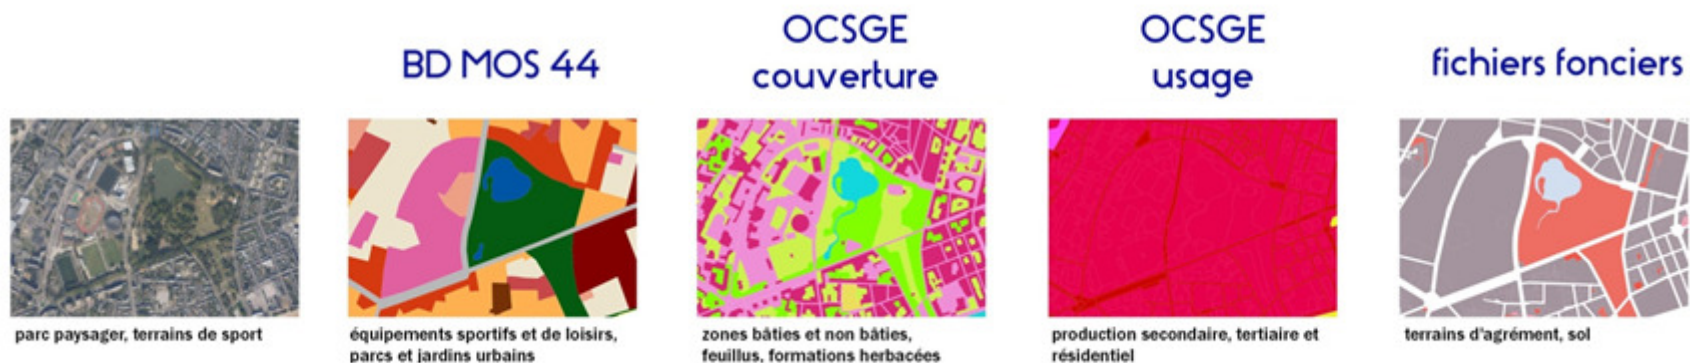 BD MOS 44
OCSGE
couverture
OCSGE
usage
fichiers fonciers
parc paysager, terrains de sport
équipements sportifs et de loisirs,
parcs et jardins urbains
zones bâties et non bâties,
feuillus, formations herbacées
production secondaire, tertiaire et
résidentiel
terrains d'agrément, sol